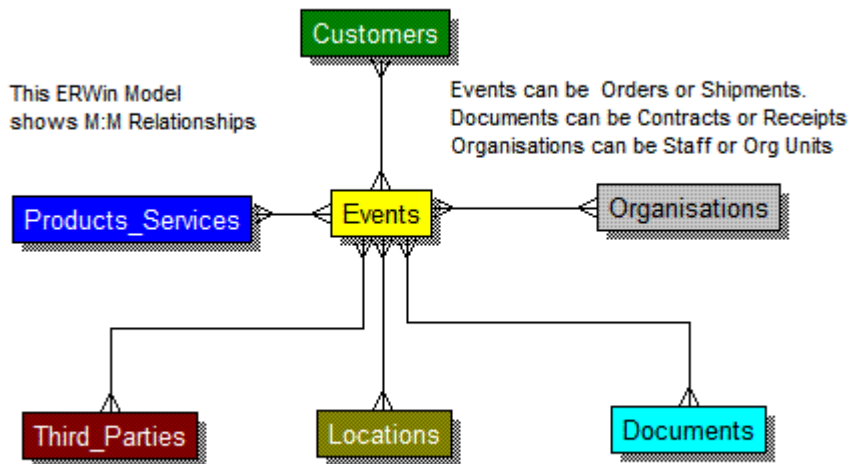 Customers
This ERWin Model
shows M:M Relationships
Events can be Orders or Shipments.
Documents can be Contracts or Receipts
Organisations can be Staff or Org Units
Products_Services
Events
Organisations
Third_Parties
Locations
Documents